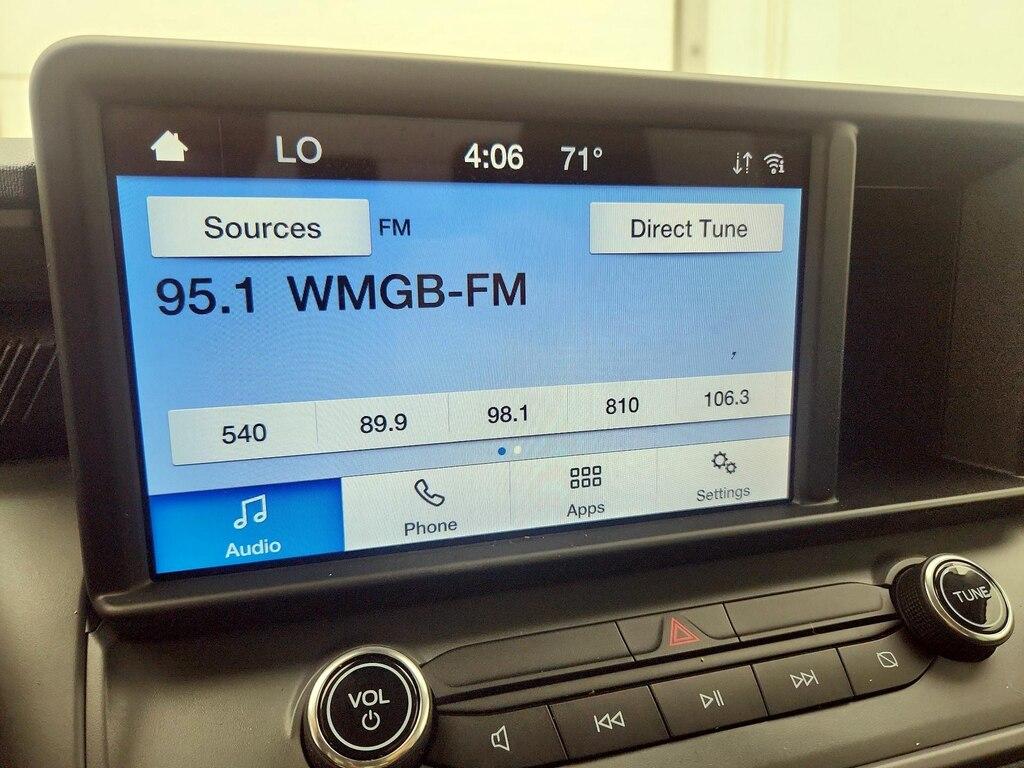 LO 4:06 71°
Sources FM Direct Tune
95.1 WMGB-FM
540 89.9 98.1 810 106.3
Audio Phone Apps Settings
VOL
TUNE